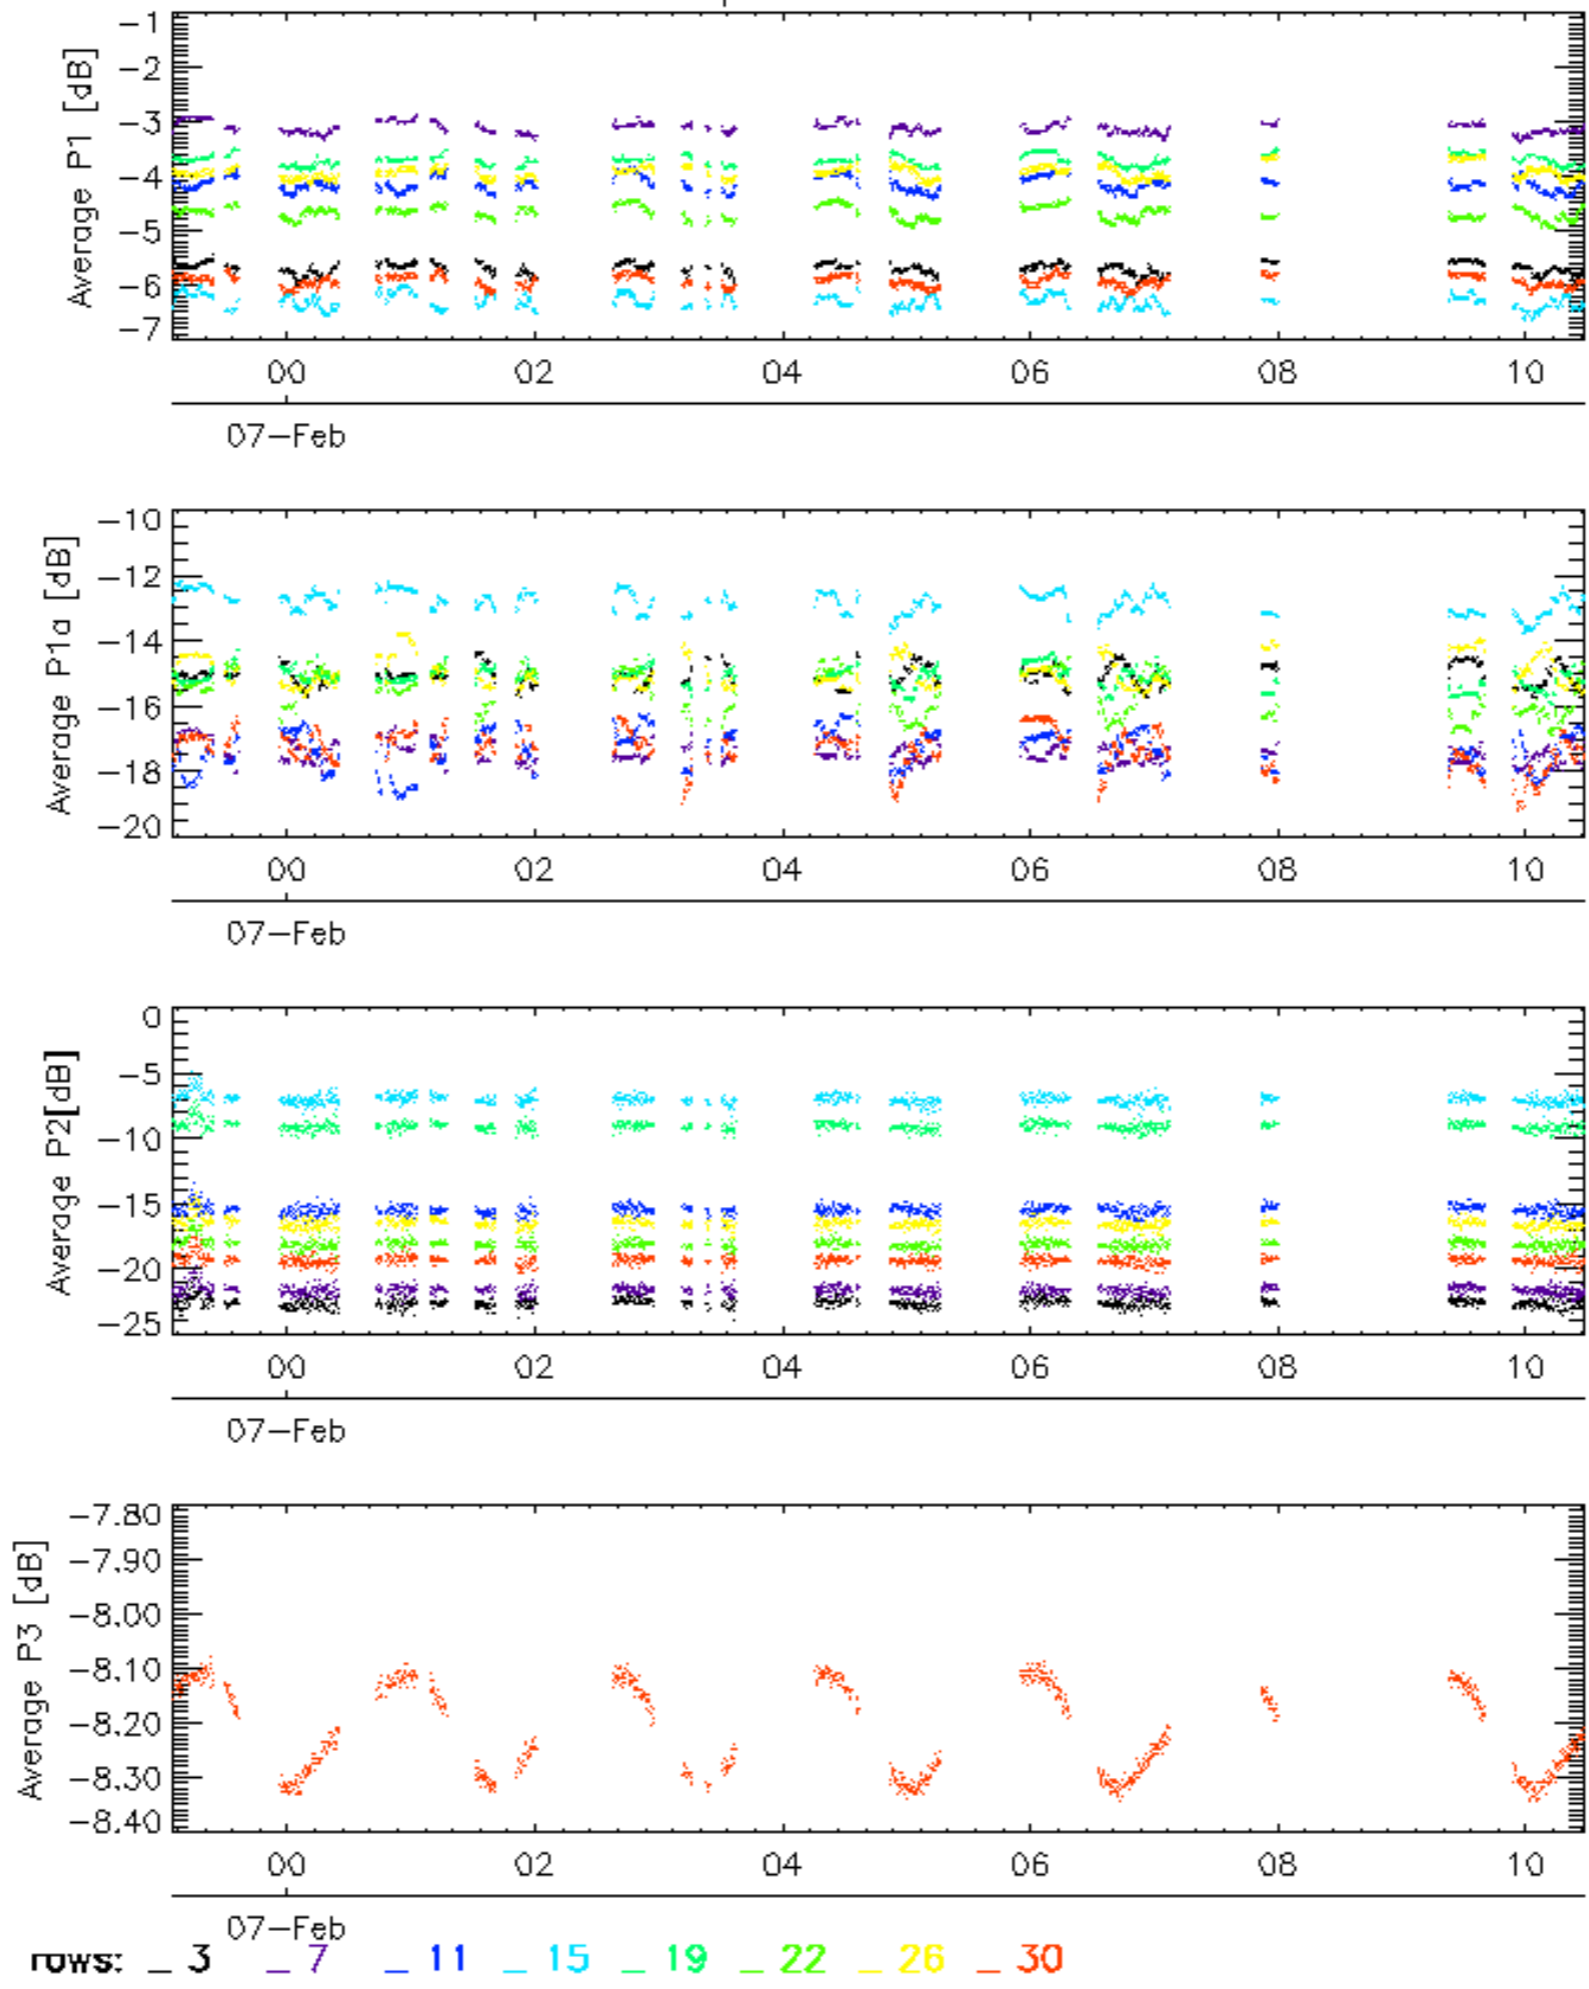 Average P1 [dB]
-1
-2
-3
-4
-5
-6
-7
00 02 04 06 08 10
07-Feb
Average P1a [dB]
-10
-12
-14
-16
-18
-20
00 02 04 06 08 10
07-Feb
Average P2[dB]
0
-5
-10
-15
-20
-25
00 02 04 06 08 10
07-Feb
Average P3 [dB]
-7.80
-7.90
-8.00
-8.10
-8.20
-8.30
-8.40
00 02 04 06 08 10
07-Feb
rows: _ 3 _ 7 _ 11 _ 15 _ 19 _ 22 _ 26 _ 30